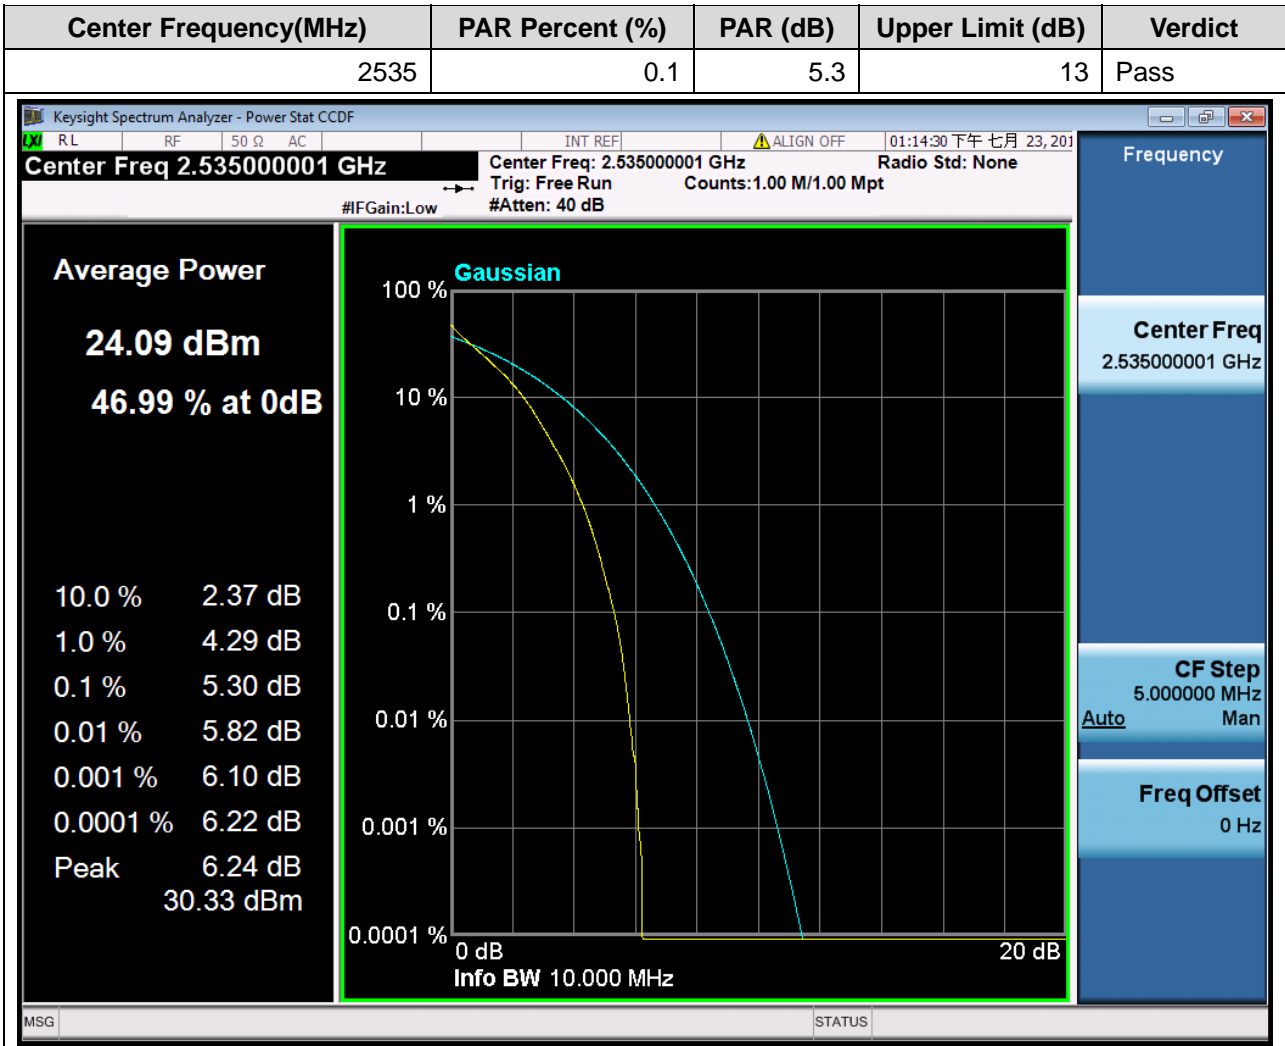 Center Frequency(MHz) PAR Percent (%) PAR (dB) Upper Limit (dB) Verdict
2535 0.1 5.3 13 Pass
Keysight Spectrum Analyzer - Power Stat CCDF
LXI RL RF 50 Ω AC INT REF ALIGN OFF 01:14:30 下午 七月 23, 201
Center Freq 2.535000001 GHz
Center Freq: 2.535000001 GHz Radio Std: None
Trig: Free Run Counts:1.00 M/1.00 Mpt
#IFGain:Low #Atten: 40 dB
Average Power
24.09 dBm
46.99 % at 0dB
10.0 % 2.37 dB
1.0 % 4.29 dB
0.1 % 5.30 dB
0.01 % 5.82 dB
0.001 % 6.10 dB
0.0001 % 6.22 dB
Peak 6.24 dB
30.33 dBm
Gaussian
100 %
10 %
1 %
0.1 %
0.01 %
0.001 %
0.0001 %
0 dB 20 dB
Info BW 10.000 MHz
Frequency
Center Freq
2.535000001 GHz
CF Step
5.000000 MHz
Auto Man
Freq Offset
0 Hz
MSG STATUS